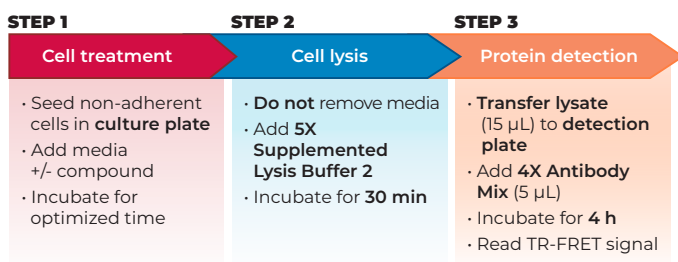 STEP 1
Cell treatment
· Seed non-adherent
cells in culture plate
· Add media
+/- compound
· Incubate for
optimized time
STEP 2
Cell lysis
· Do not remove media
· Add 5X
Supplemented
Lysis Buffer 2
· Incubate for 30 min
STEP 3
Protein detection
· Transfer lysate
(15 µL) to detection
plate
· Add 4X Antibody
Mix (5 µL)
· Incubate for 4 h
· Read TR-FRET signal